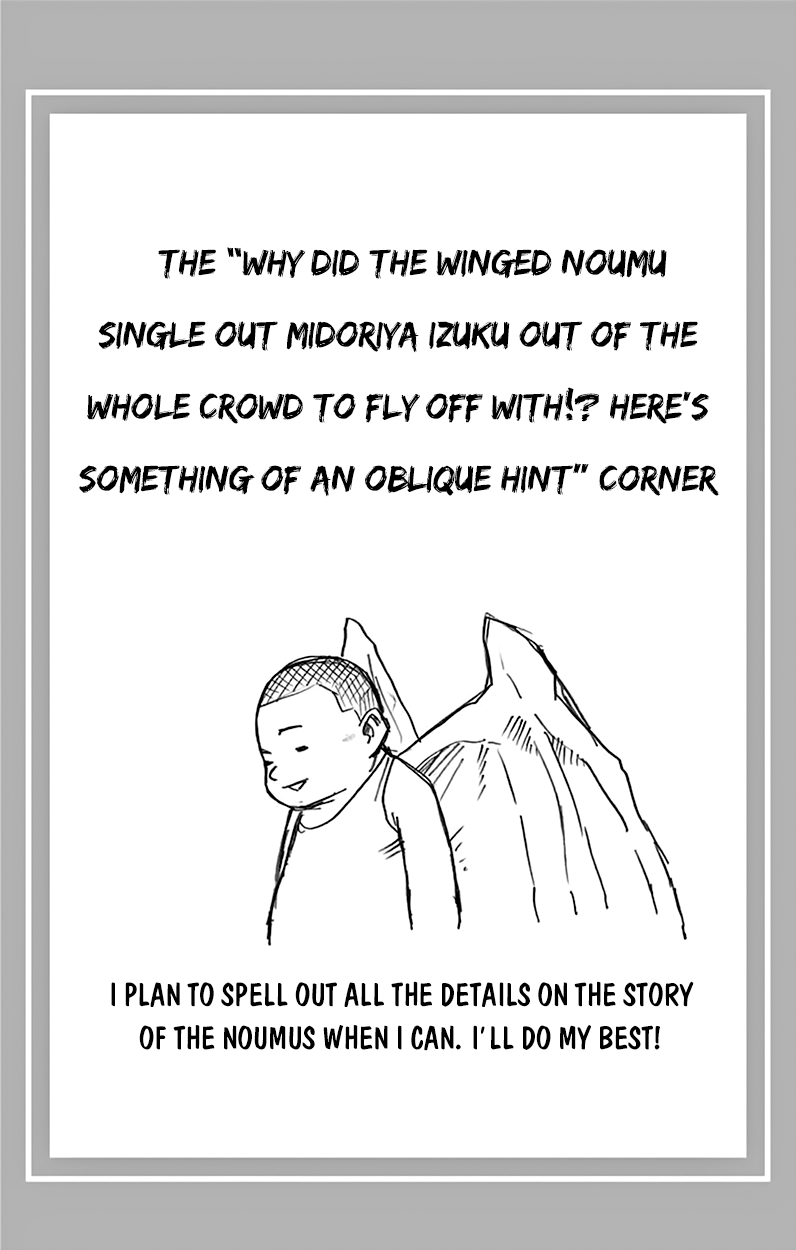 THE "WHY DID THE WINGED NOUMU
SINGLE OUT MIDORIYA IZUKU OUT OF THE
WHOLE CROWD TO FLY OFF WITH!? HERE'S
SOMETHING OF AN OBLIQUE HINT" CORNER
I PLAN TO SPELL OUT ALL THE DETAILS ON THE STORY
OF THE NOUMUS WHEN I CAN. I'LL DO MY BEST!